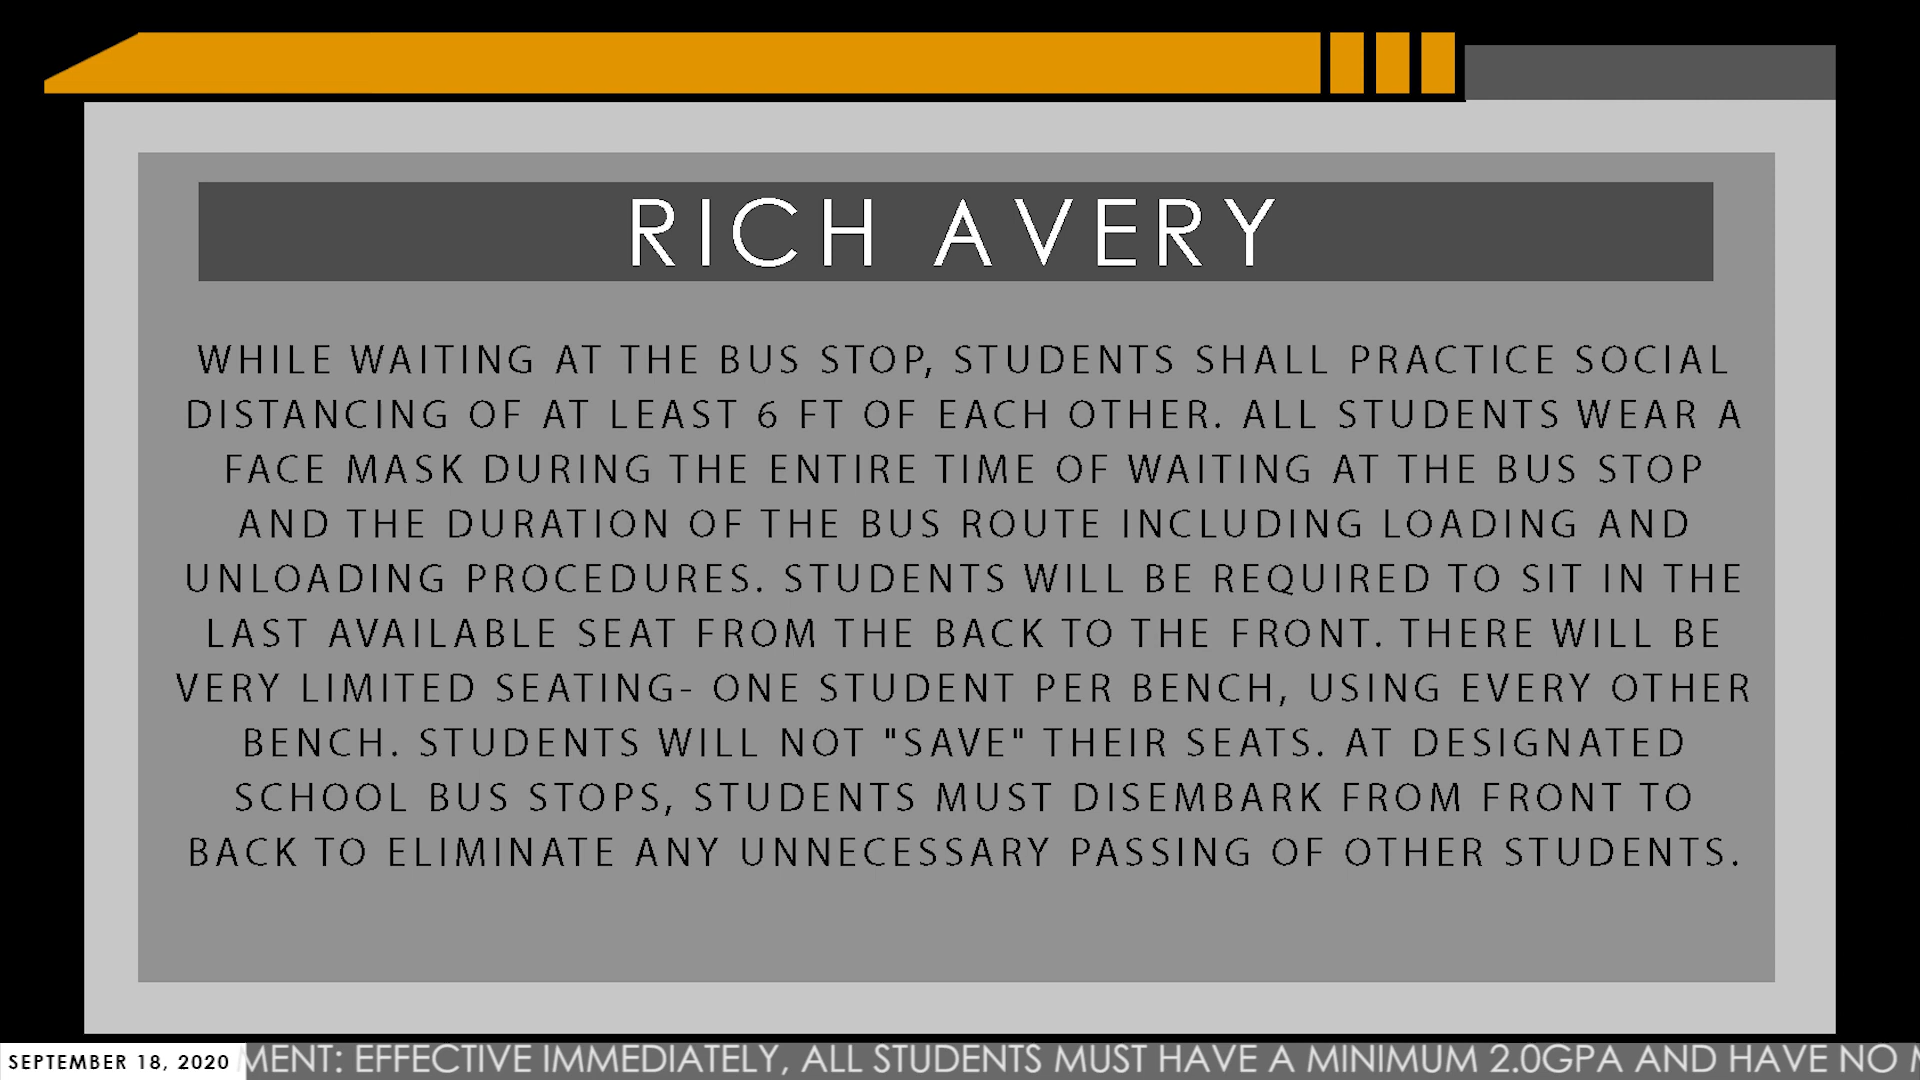 RICH AVERY
WHILE WAITING AT THE BUS STOP, STUDENTS SHALL PRACTICE SOCIAL
DISTANCING OF AT LEAST 6 FT OF EACH OTHER. ALL STUDENTS WEAR A
FACE MASK DURING THE ENTIRE TIME OF WAITING AT THE BUS STOP
AND THE DURATION OF THE BUS ROUTE INCLUDING LOADING AND
UNLOADING PROCEDURES. STUDENTS WILL BE REQUIRED TO SIT IN THE
LAST AVAILABLE SEAT FROM THE BACK TO THE FRONT. THERE WILL BE
VERY LIMITED SEATING- ONE STUDENT PER BENCH, USING EVERY OTHER
BENCH. STUDENTS WILL NOT "SAVE" THEIR SEATS. AT DESIGNATED
SCHOOL BUS STOPS, STUDENTS MUST DISEMBARK FROM FRONT TO
BACK TO ELIMINATE ANY UNNECESSARY PASSING OF OTHER STUDENTS.
SEPTEMBER 18, 2020 MENT: EFFECTIVE IMMEDIATELY, ALL STUDENTS MUST HAVE A MINIMUM 2.0GPA AND HAVE NO